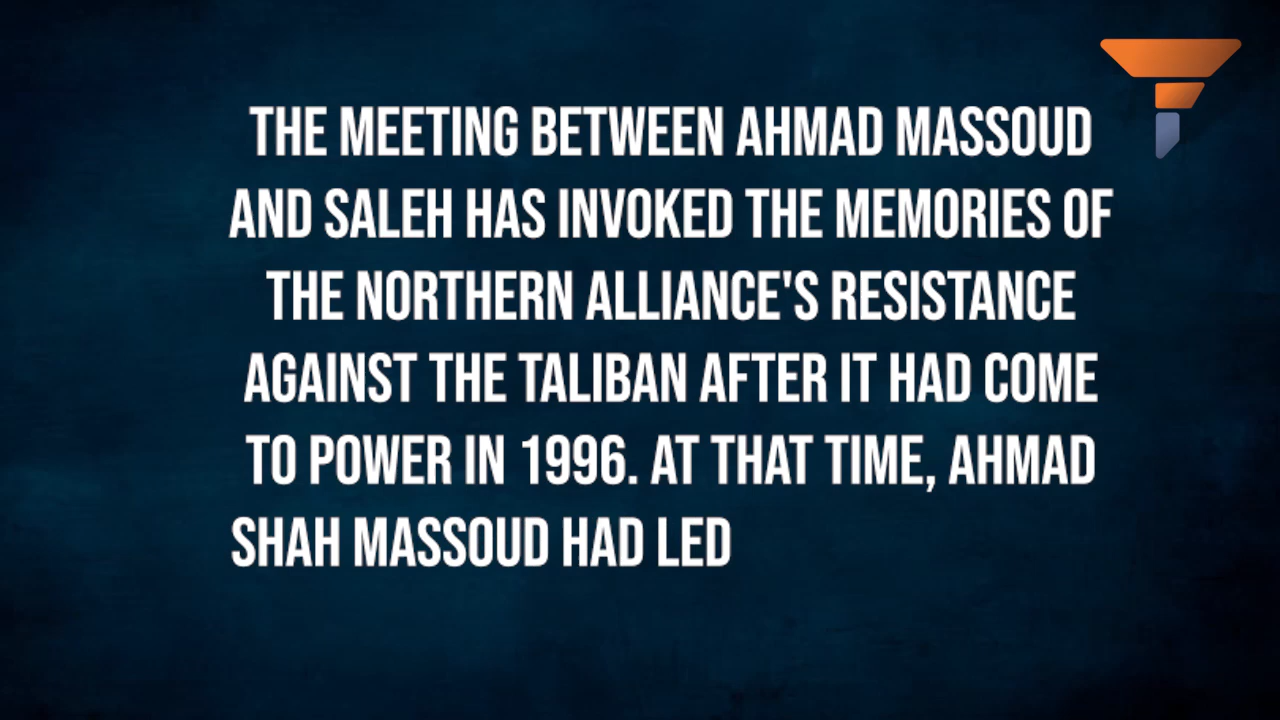 THE MEETING BETWEEN AHMAD MASSOUD
AND SALEH HAS INVOKED THE MEMORIES OF
THE NORTHERN ALLIANCE'S RESISTANCE
AGAINST THE TALIBAN AFTER IT HAD COME
TO POWER IN 1996. AT THAT TIME, AHMAD
SHAH MASSOUD HAD LED